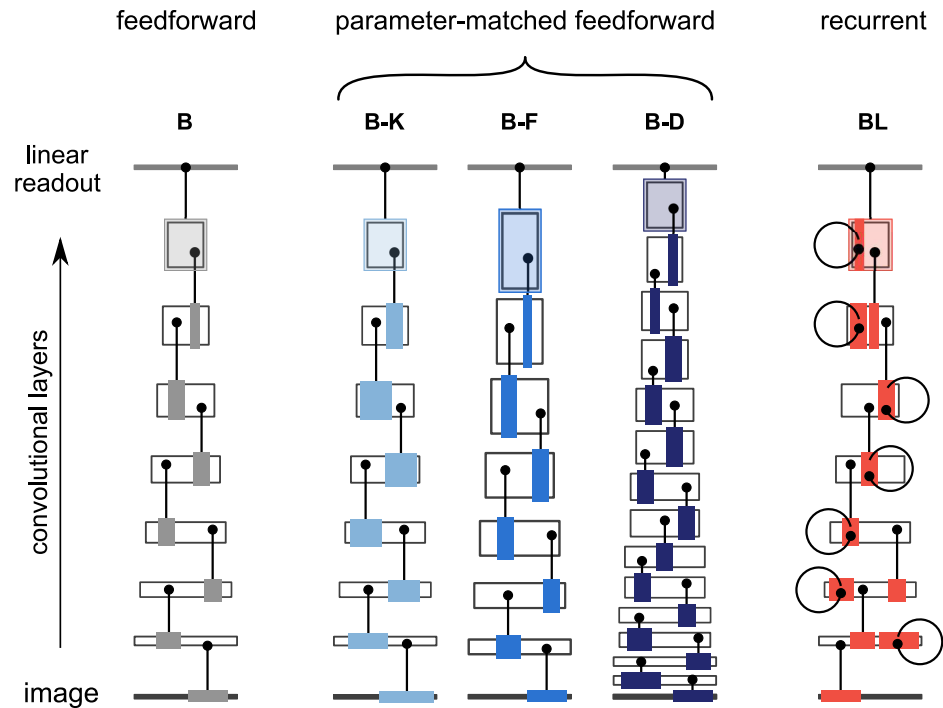 feedforward
parameter-matched feedforward
recurrent
B
B-K
B-F
B-D
BL
linear
readout
convolutional layers
image